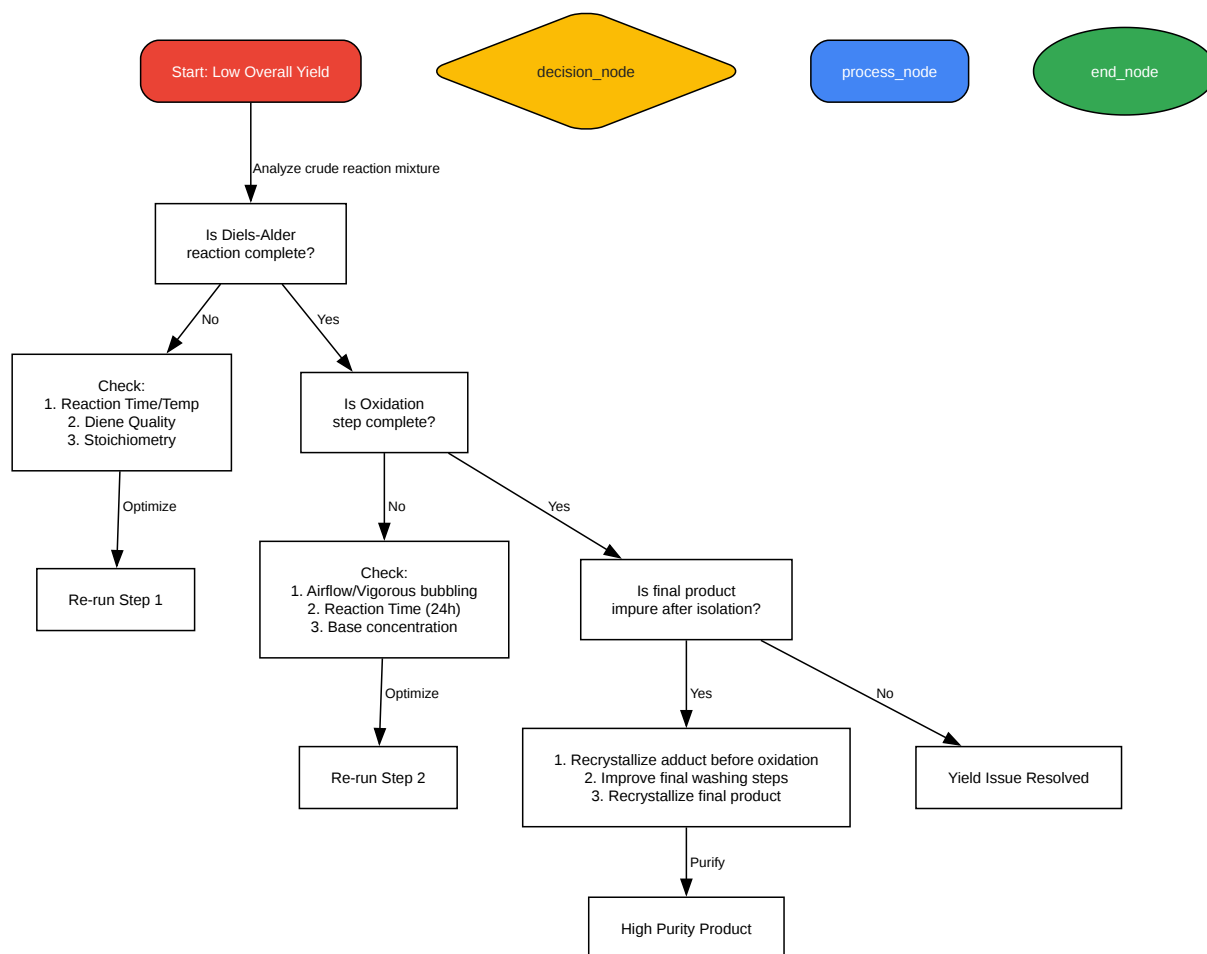 Start: Low Overall Yield
decision_node
process_node
end_node
Analyze crude reaction mixture
Is Diels-Alder
reaction complete?
No
Yes
Check:
1. Reaction Time/Temp
2. Diene Quality
3. Stoichiometry
Is Oxidation
step complete?
Optimize
No
Yes
Re-run Step 1
Check:
1. Airflow/Vigorous bubbling
2. Reaction Time (24h)
3. Base concentration
Is final product
impure after isolation?
Optimize
Yes
No
Re-run Step 2
1. Recrystallize adduct before oxidation
2. Improve final washing steps
3. Recrystallize final product
Yield Issue Resolved
Purify
High Purity Product